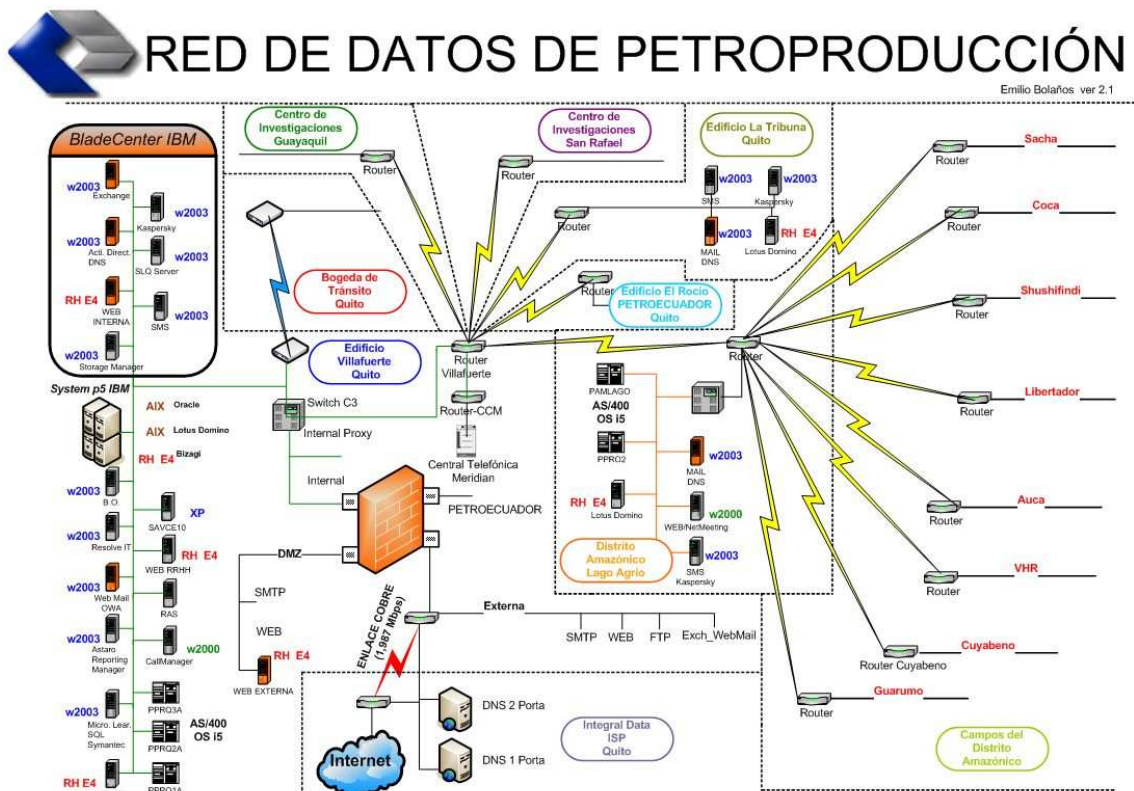 RED DE DATOS DE PETROPRODUCCIÓN
Emilio Bolaños ver 2.1
BladeCenter IBM
w2003
Exchange
Kaspersky
w2003
w2003
Acti. Direct.
DNS
SLQ Server
w2003
RH E4
WEB
INTERNA
SMS
w2003
w2003
Storage Manager
System p5 IBM
AIX Oracle
AIX Lotus Domino
RH E4 Bizagi
w2003
B.O.
SAVCE10
XP
w2003
Resolve IT
WEB RRHH
RH E4
w2003
Web Mail
OWA
RAS
w2003
Astaro
Reporting
Manager
CallManager
w2000
PPRQ3A
w2003
Micro. Lear.
SQL
Symantec
PPRQ2A
AS/400
OS i5
RH E4
PPRQ1A
Centro de
Investigaciones
Guayaquil
Router
Centro de
Investigaciones
San Rafael
Router
Edificio La Tribuna
Quito
Router
SMS
w2003
Kaspersky
w2003
MAIL
DNS
w2003
RH E4
Lotus Domino
Bogeda de
Tránsito
Quito
Router
Edificio El Rocío
PETROECUADOR
Quito
Edificio
Villafuerte
Quito
Router
Villafuerte
Router-CCM
Central Telefónica
Meridian
Switch C3
Internal Proxy
Internal
PETROECUADOR
DMZ
SMTP
WEB
RH E4
WEB EXTERNA
ENLACE COBRE
(1,987 Mbps)
Externa
SMTP
WEB
FTP
Exch_WebMail
Internet
DNS 2 Porta
DNS 1 Porta
Integral Data
ISP
Quito
Router
PAMLAGO
AS/400
OS i5
PPRO2
MAIL
DNS
w2003
RH E4
Lotus Domino
WEB/NetMeeting
w2000
SMS
Kaspersky
w2003
Distrito
Amazónico
Lago Agrio
Router
Sacha
Router
Coca
Router
Shushifindi
Router
Libertador
Router
Auca
Router
VHR
Router Cuyabeno
Cuyabeno
Router
Guarumo
Campos del
Distrito
Amazónico